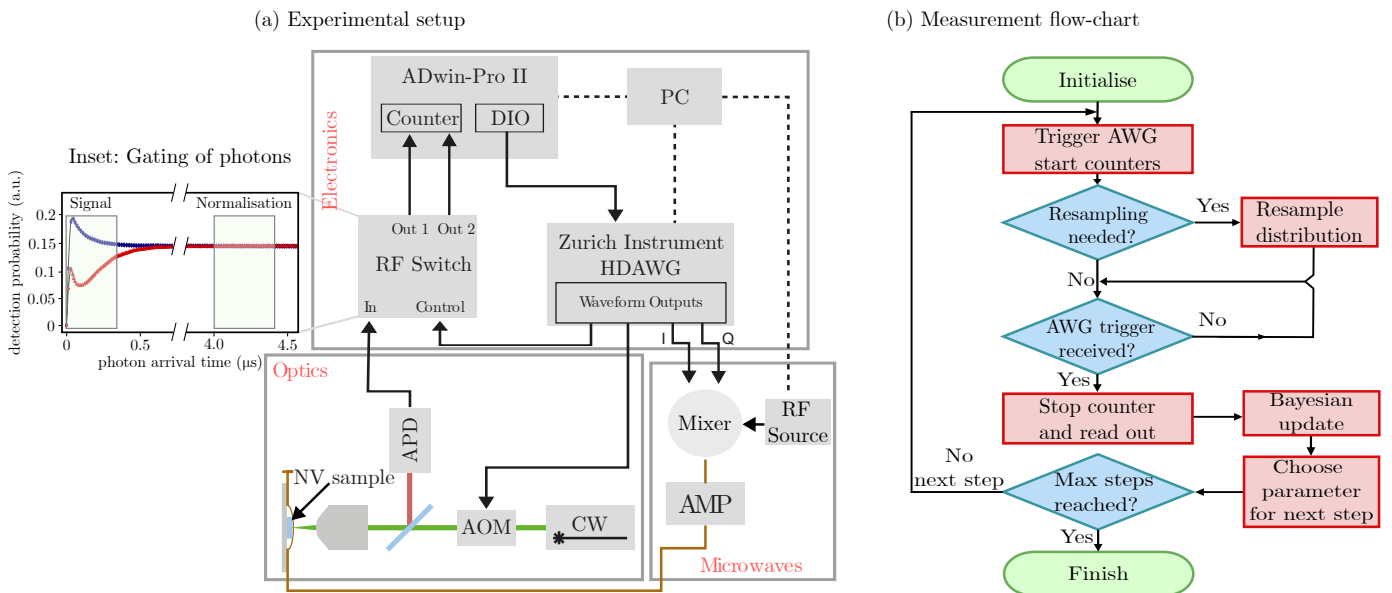 (a) Experimental setup
Electronics
ADwin-Pro II
Counter
DIO
PC
Out 1 Out 2
RF Switch
In
Control
Zurich Instrument
HDAWG
Waveform Outputs
I
Q
Inset: Gating of photons
Signal
Normalisation
detection probability (a.u.)
0.2
0.15
0.1
0.05
0
0
0.5
4.0
4.5
photon arrival time (μs)
Optics
APD
NV sample
AOM
CW
Mixer
RF
Source
AMP
Microwaves
(b) Measurement flow-chart
Initialise
Trigger AWG
start counters
Resampling
needed?
Yes
Resample
distribution
No
AWG trigger
received?
No
Yes
Stop counter
and read out
Bayesian
update
Choose
parameter
for next step
Max steps
reached?
No
next step
Yes
Finish